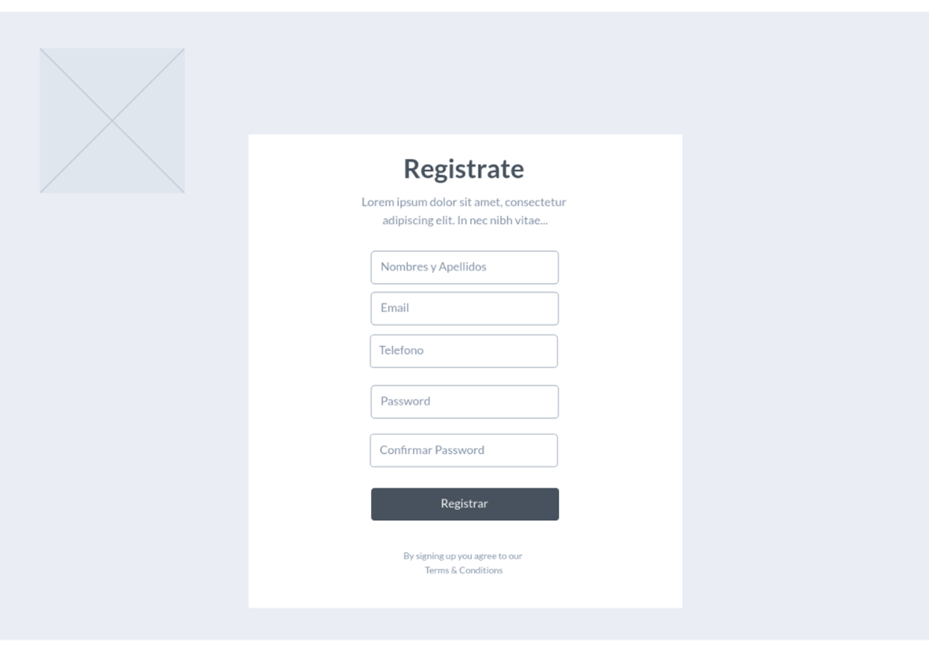 Registrate
Lorem ipsum dolor sit amet, consectetur
adipiscing elit. In nec nibh vitae...
Nombres y Apellidos
Email
Telefono
Password
Confirmar Password
Registrar
By signing up you agree to our
Terms & Conditions